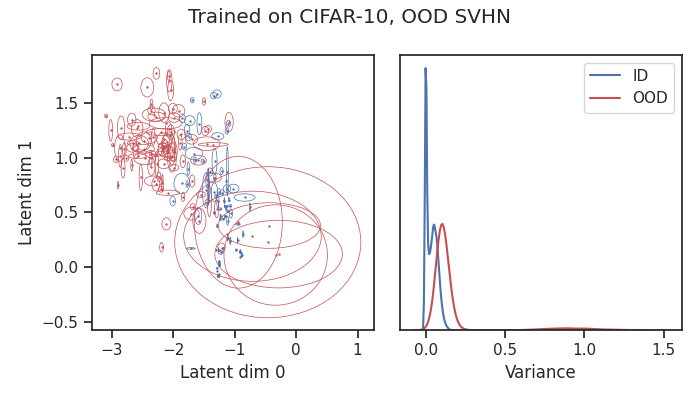 Trained on CIFAR-10, OOD SVHN
Latent dim 1
1.5
1.0
0.5
0.0
−0.5
−3 −2 −1 0 1
Latent dim 0
ID
OOD
0.0 0.5 1.0 1.5
Variance